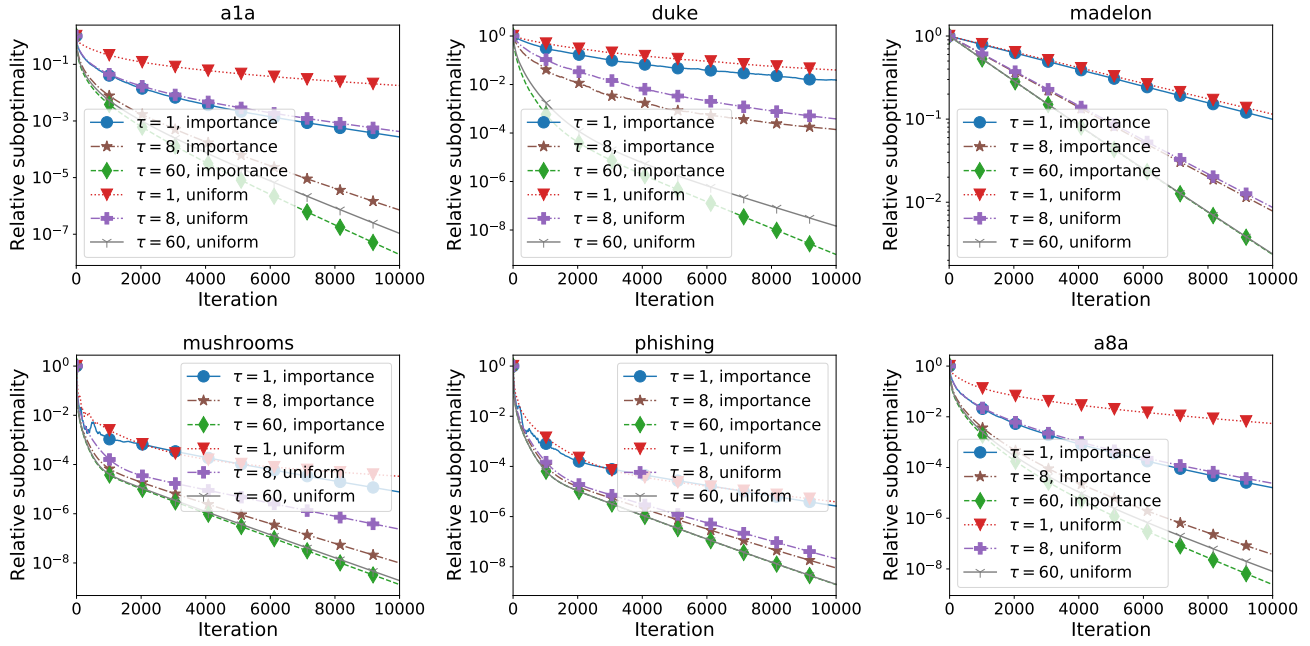 a1a
Relative suboptimality
10⁻¹
10⁻³
10⁻⁵
10⁻⁷
τ = 1, importance
τ = 8, importance
τ = 60, importance
τ = 1, uniform
τ = 8, uniform
τ = 60, uniform
0 2000 4000 6000 8000 10000
Iteration
duke
Relative suboptimality
10⁰
10⁻²
10⁻⁴
10⁻⁶
10⁻⁸
τ = 1, importance
τ = 8, importance
τ = 60, importance
τ = 1, uniform
τ = 8, uniform
τ = 60, uniform
0 2000 4000 6000 8000 10000
Iteration
madelon
Relative suboptimality
10⁰
10⁻¹
10⁻²
τ = 1, importance
τ = 8, importance
τ = 60, importance
τ = 1, uniform
τ = 8, uniform
τ = 60, uniform
0 2000 4000 6000 8000 10000
Iteration
mushrooms
Relative suboptimality
10⁰
10⁻²
10⁻⁴
10⁻⁶
10⁻⁸
τ = 1, importance
τ = 8, importance
τ = 60, importance
τ = 1, uniform
τ = 8, uniform
τ = 60, uniform
0 2000 4000 6000 8000 10000
Iteration
phishing
Relative suboptimality
10⁰
10⁻²
10⁻⁴
10⁻⁶
10⁻⁸
τ = 1, importance
τ = 8, importance
τ = 60, importance
τ = 1, uniform
τ = 8, uniform
τ = 60, uniform
0 2000 4000 6000 8000 10000
Iteration
a8a
Relative suboptimality
10⁰
10⁻²
10⁻⁴
10⁻⁶
10⁻⁸
τ = 1, importance
τ = 8, importance
τ = 60, importance
τ = 1, uniform
τ = 8, uniform
τ = 60, uniform
0 2000 4000 6000 8000 10000
Iteration